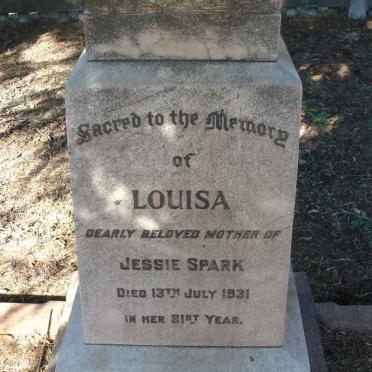 Sacred to the Memory
of
LOUISA
DEARLY BELOVED MOTHER OF
JESSIE SPARK
DIED 13TH JULY 1931
IN HER 81ST YEAR.